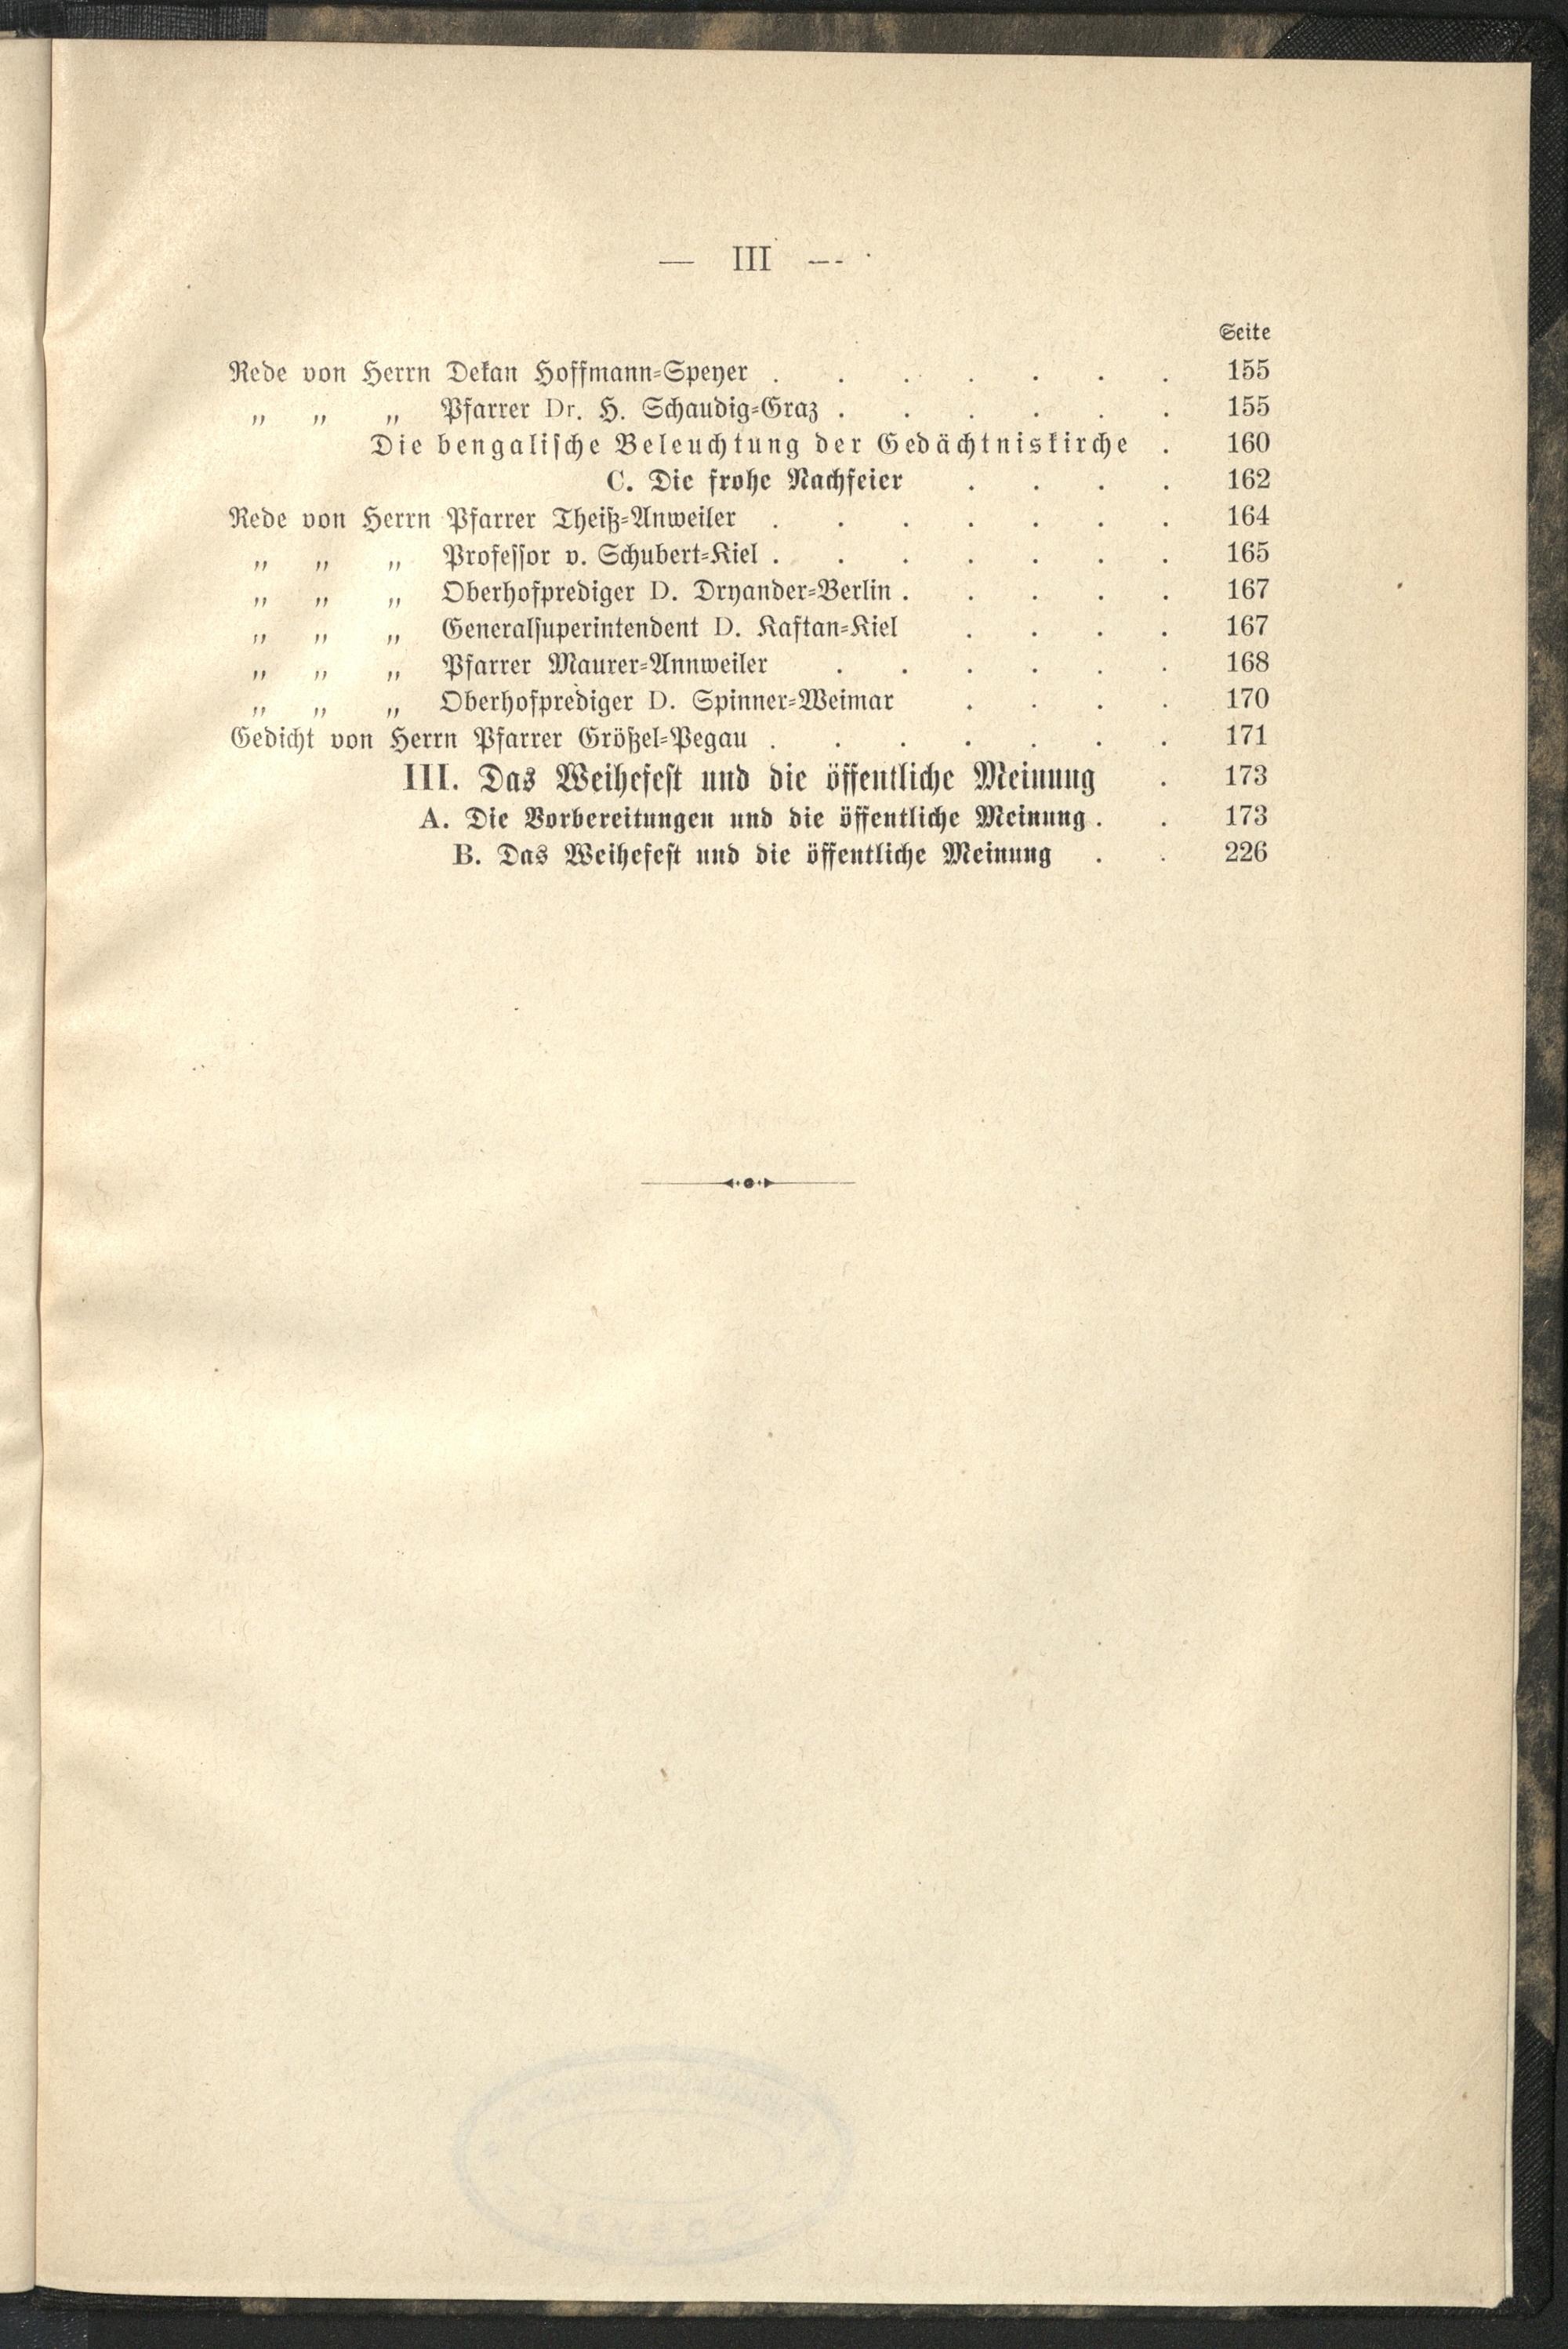 — III —
Seite
Rede von Herrn Dekan Hoffmann-Speyer . . . . . . . 155
„ „ „ Pfarrer Dr. H. Schaudig-Graz . . . . . . 155
Die bengalische Beleuchtung der Gedächtniskirche . 160
C. Die frohe Nachfeier . . . . 162
Rede von Herrn Pfarrer Theiß-Anweiler . . . . . . . 164
„ „ „ Professor v. Schubert-Kiel . . . . . . . 165
„ „ „ Oberhofprediger D. Dryander-Berlin . . . . . 167
„ „ „ Generalsuperintendent D. Kaftan-Kiel . . . . 167
„ „ „ Pfarrer Maurer-Annweiler . . . . . . 168
„ „ „ Oberhofprediger D. Spinner-Weimar . . . . 170
Gedicht von Herrn Pfarrer Größel-Pegau . . . . . . . 171
III. Das Weihefest und die öffentliche Meinung . 173
A. Die Vorbereitungen und die öffentliche Meinung . . 173
B. Das Weihefest und die öffentliche Meinung . . 226